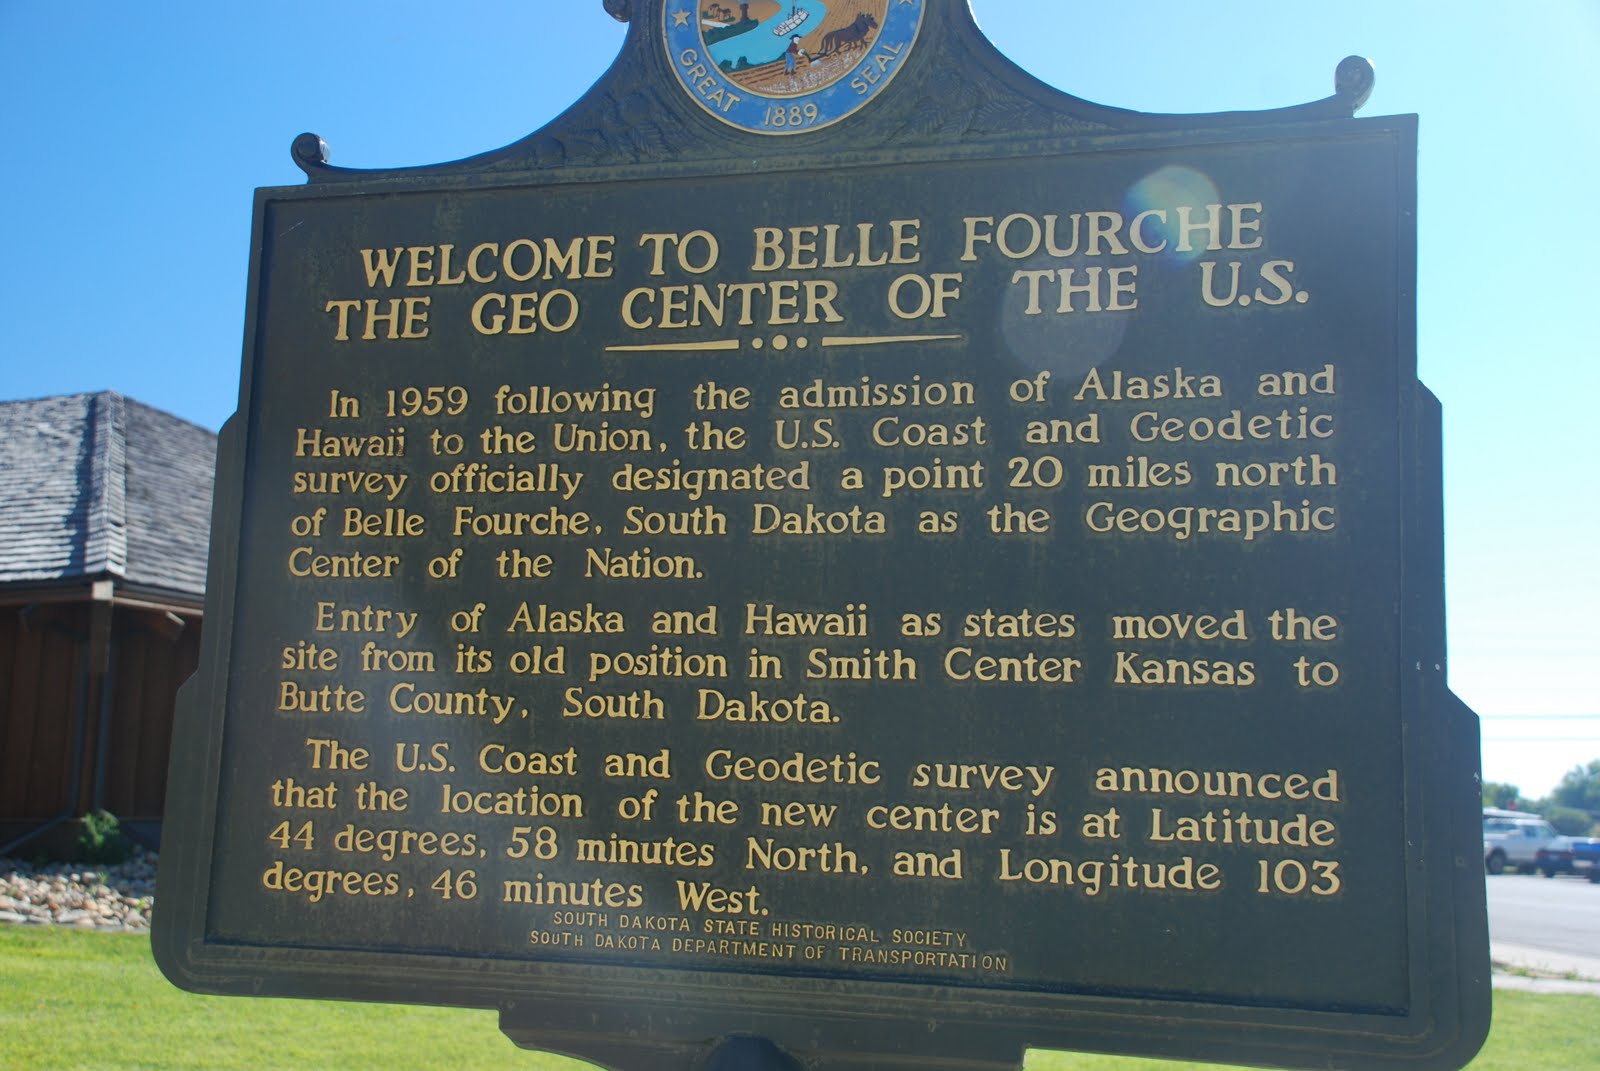 GREAT 1889 SEAL
WELCOME TO BELLE FOURCHE
THE GEO CENTER OF THE U.S.
In 1959 following the admission of Alaska and
Hawaii to the Union, the U.S. Coast and Geodetic
survey officially designated a point 20 miles north
of Belle Fourche, South Dakota as the Geographic
Center of the Nation.
Entry of Alaska and Hawaii as states moved the
site from its old position in Smith Center Kansas to
Butte County, South Dakota.
The U.S. Coast and Geodetic survey announced
that the location of the new center is at Latitude
44 degrees, 58 minutes North, and Longitude 103
degrees, 46 minutes West.
SOUTH DAKOTA STATE HISTORICAL SOCIETY
SOUTH DAKOTA DEPARTMENT OF TRANSPORTATION